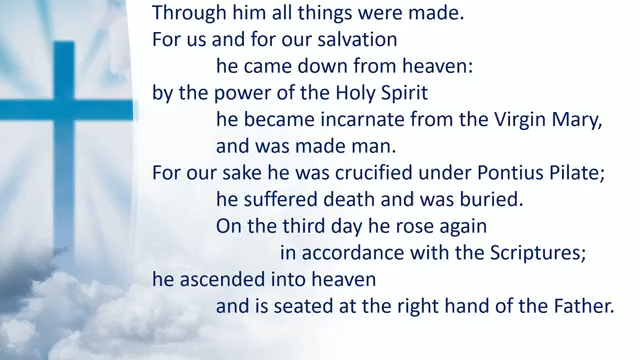 Through him all things were made.
For us and for our salvation
he came down from heaven:
by the power of the Holy Spirit
he became incarnate from the Virgin Mary,
and was made man.
For our sake he was crucified under Pontius Pilate;
he suffered death and was buried.
On the third day he rose again
in accordance with the Scriptures;
he ascended into heaven
and is seated at the right hand of the Father.